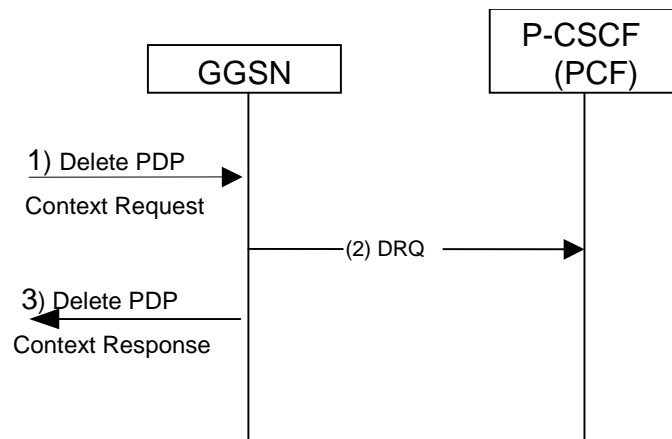 GGSN
P-CSCF
(PCF)
1) Delete PDP
Context Request
(2) DRQ
3) Delete PDP
Context Response